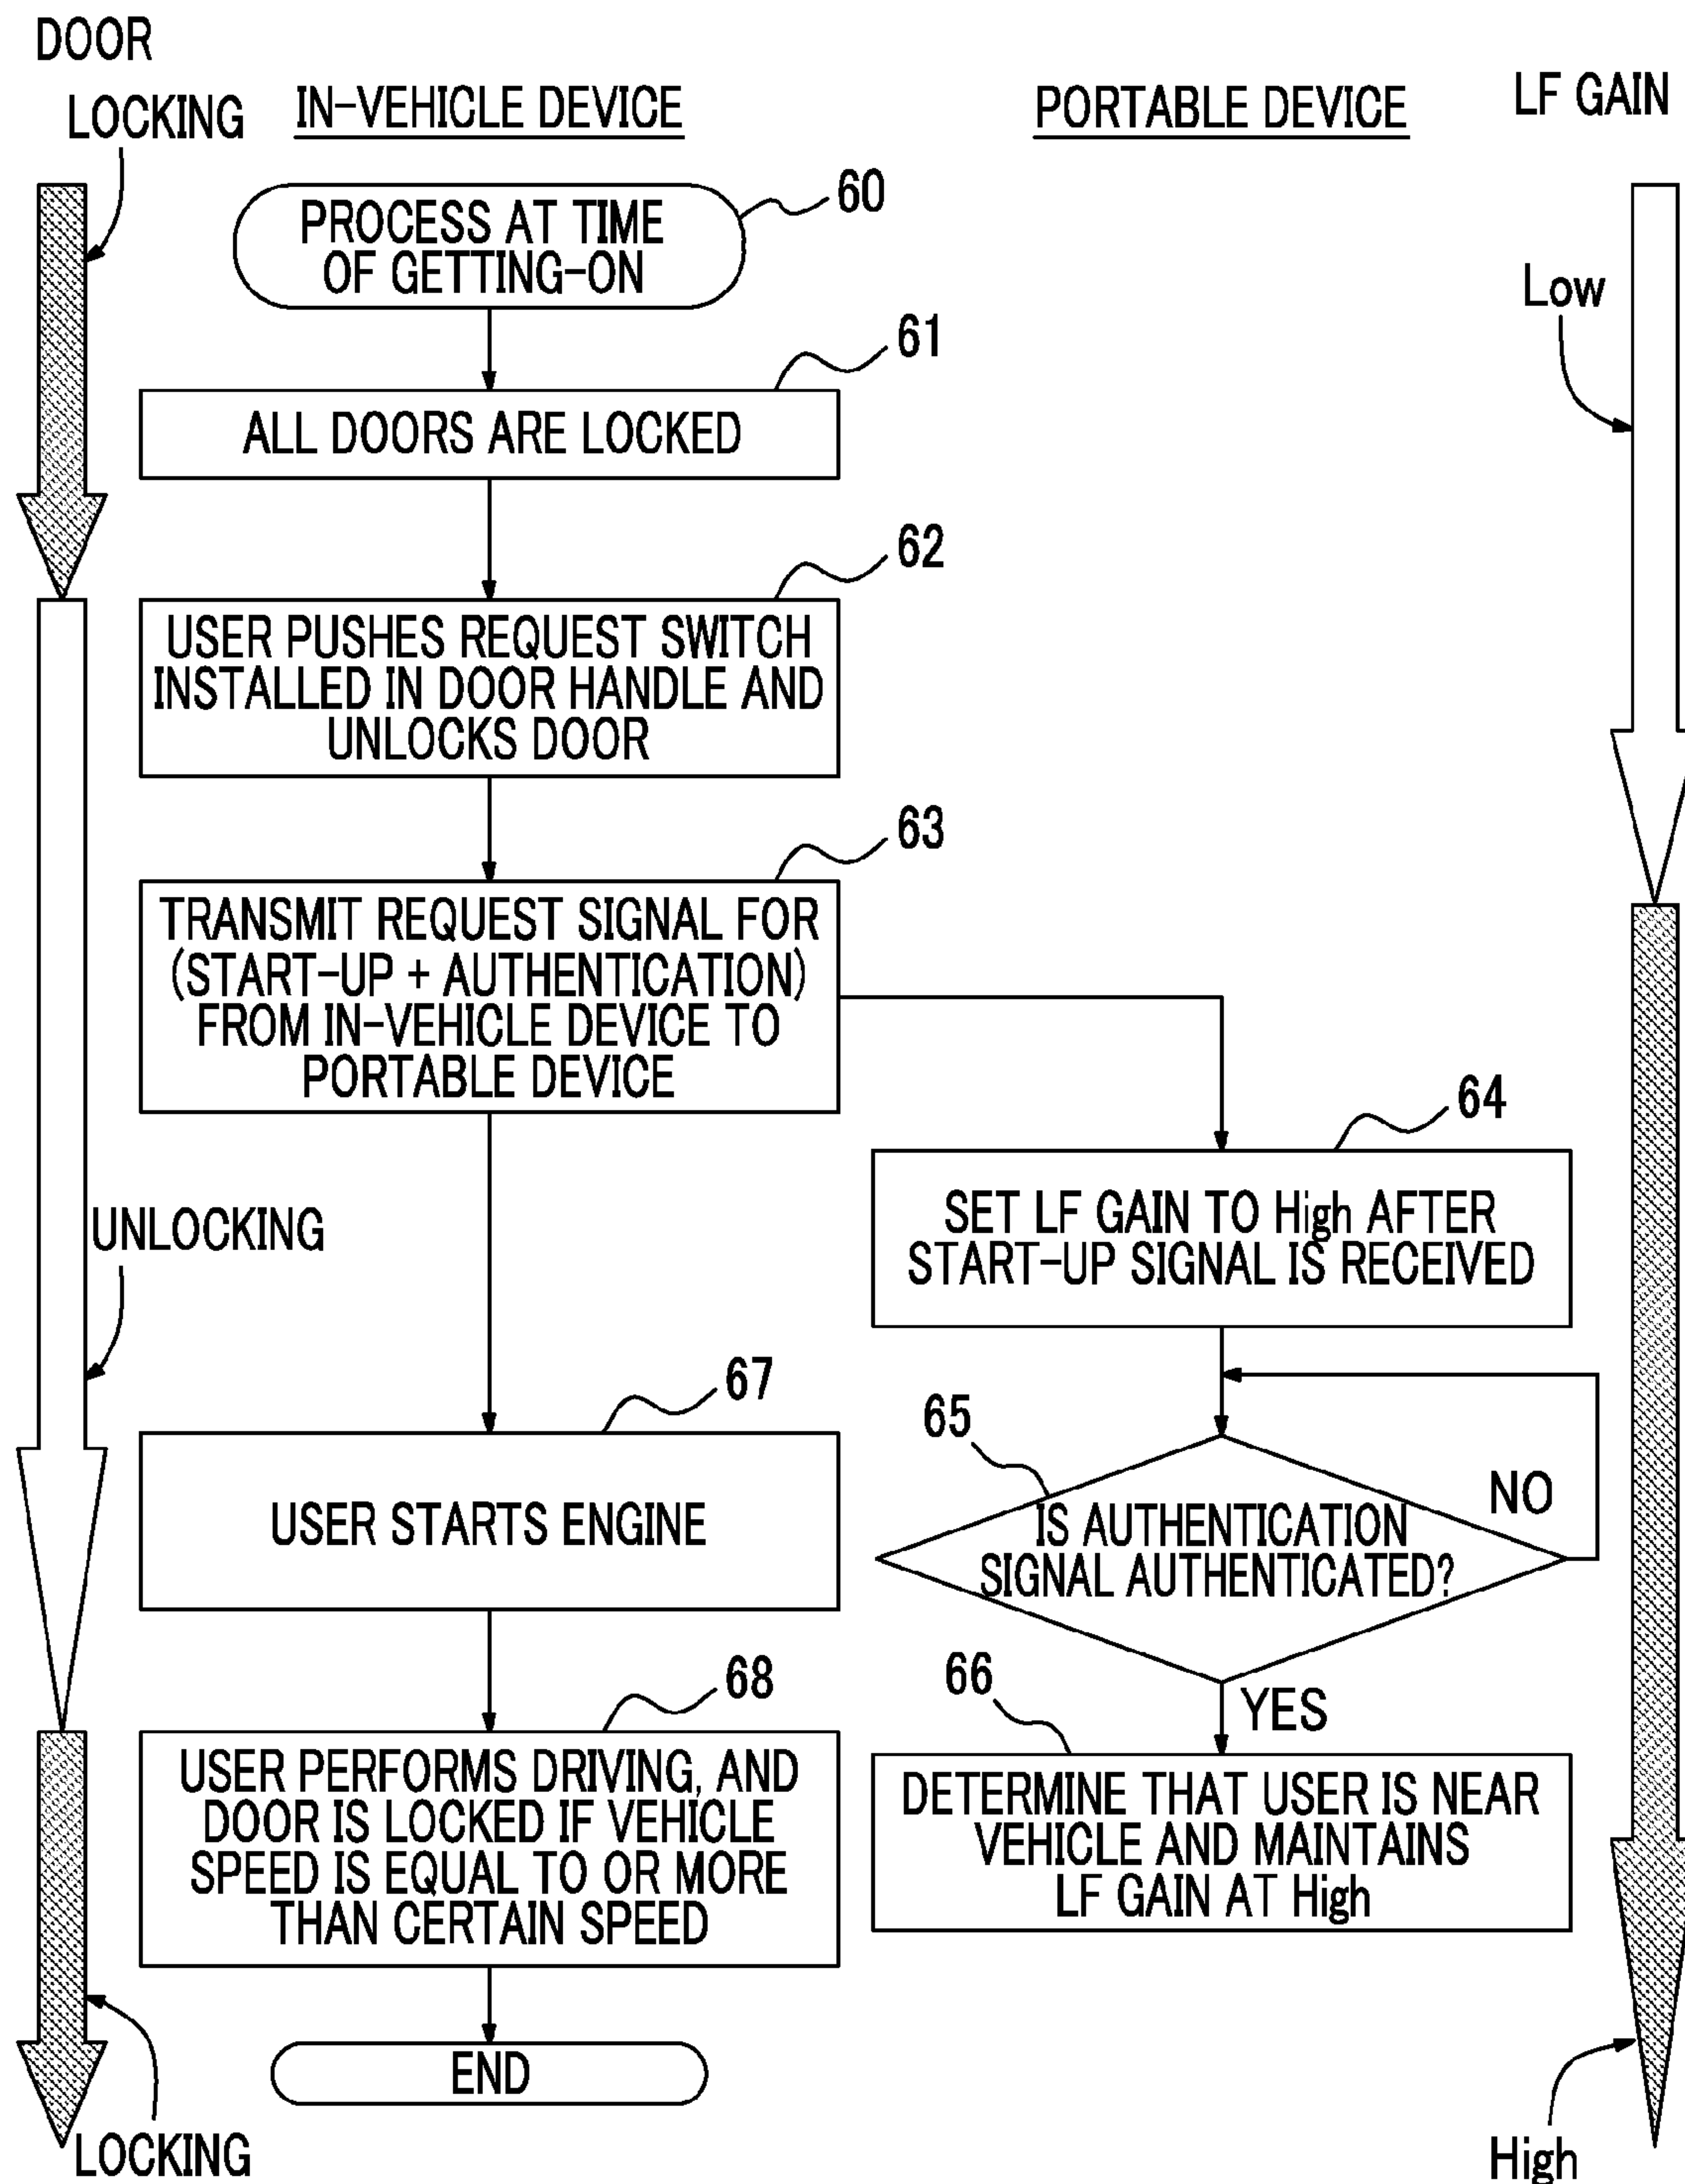 DOOR
LOCKING
IN-VEHICLE DEVICE
PORTABLE DEVICE
LF GAIN
60
PROCESS AT TIME
OF GETTING-ON
Low
61
ALL DOORS ARE LOCKED
62
USER PUSHES REQUEST SWITCH
INSTALLED IN DOOR HANDLE AND
UNLOCKS DOOR
63
TRANSMIT REQUEST SIGNAL FOR
(START-UP + AUTHENTICATION)
FROM IN-VEHICLE DEVICE TO
PORTABLE DEVICE
64
SET LF GAIN TO High AFTER
START-UP SIGNAL IS RECEIVED
UNLOCKING
67
USER STARTS ENGINE
65
IS AUTHENTICATION
SIGNAL AUTHENTICATED?
NO
YES
66
DETERMINE THAT USER IS NEAR
VEHICLE AND MAINTAINS
LF GAIN AT High
68
USER PERFORMS DRIVING, AND
DOOR IS LOCKED IF VEHICLE
SPEED IS EQUAL TO OR MORE
THAN CERTAIN SPEED
END
LOCKING
High